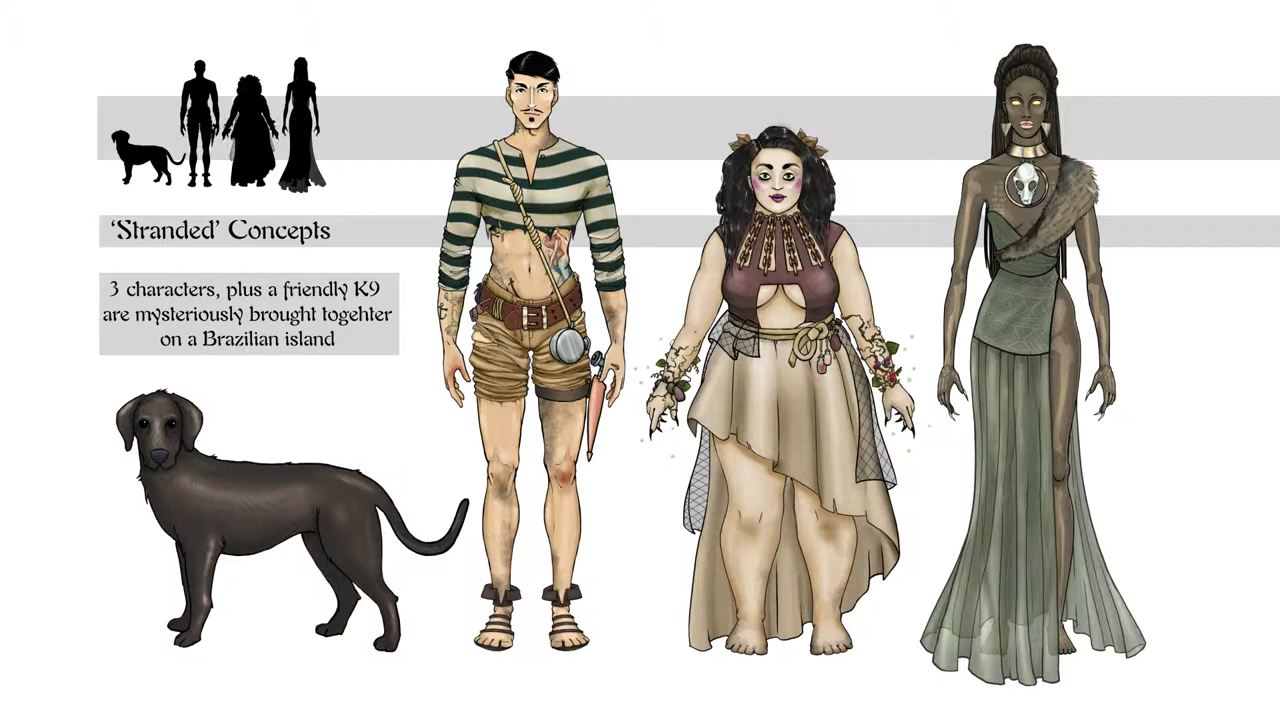 ‘Stranded’ Concepts
3 characters, plus a friendly K9
are mysteriously brought togehter
on a Brazilian island